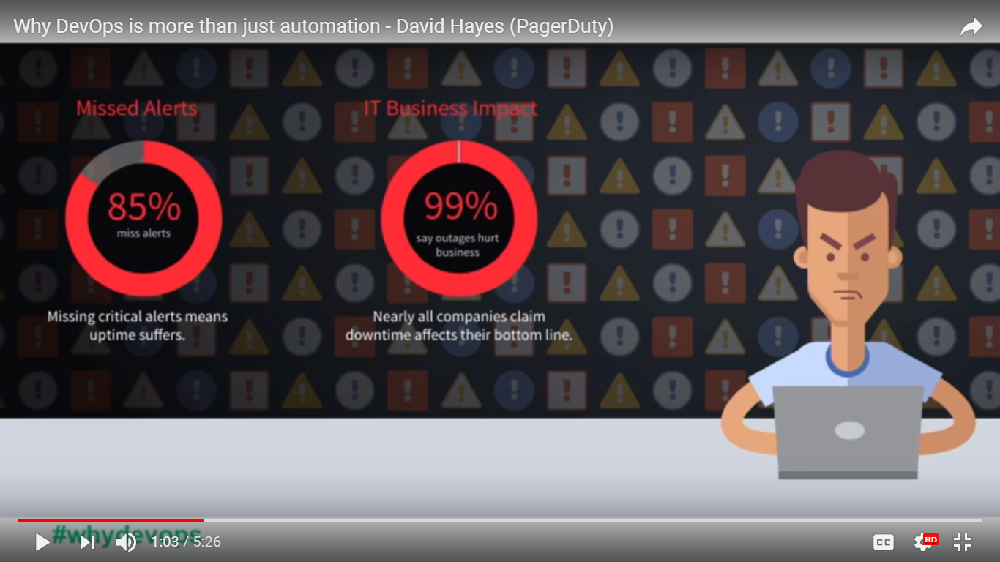 Why DevOps is more than just automation - David Hayes (PagerDuty)
Missed Alerts
85%
miss alerts
Missing critical alerts means
uptime suffers.
IT Business Impact
99%
say outages hurt
business
Nearly all companies claim
downtime affects their bottom line.
#whydevops
1:03 / 5:26
CC
HD